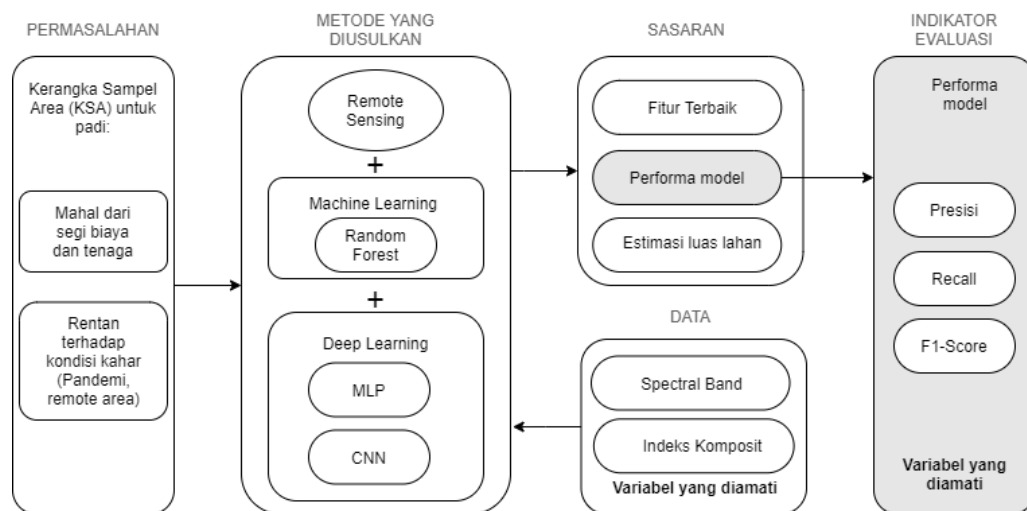 PERMASALAHAN
Kerangka Sampel
Area (KSA) untuk
padi:
Mahal dari
segi biaya
dan tenaga
Rentan
terhadap
kondisi kahar
(Pandemi,
remote area)
METODE YANG
DIUSULKAN
Remote
Sensing
+
Machine Learning
Random
Forest
+
Deep Learning
MLP
CNN
SASARAN
Fitur Terbaik
Performa model
Estimasi luas lahan
DATA
Spectral Band
Indeks Komposit
Variabel yang diamati
INDIKATOR
EVALUASI
Performa
model
Presisi
Recall
F1-Score
Variabel yang
diamati